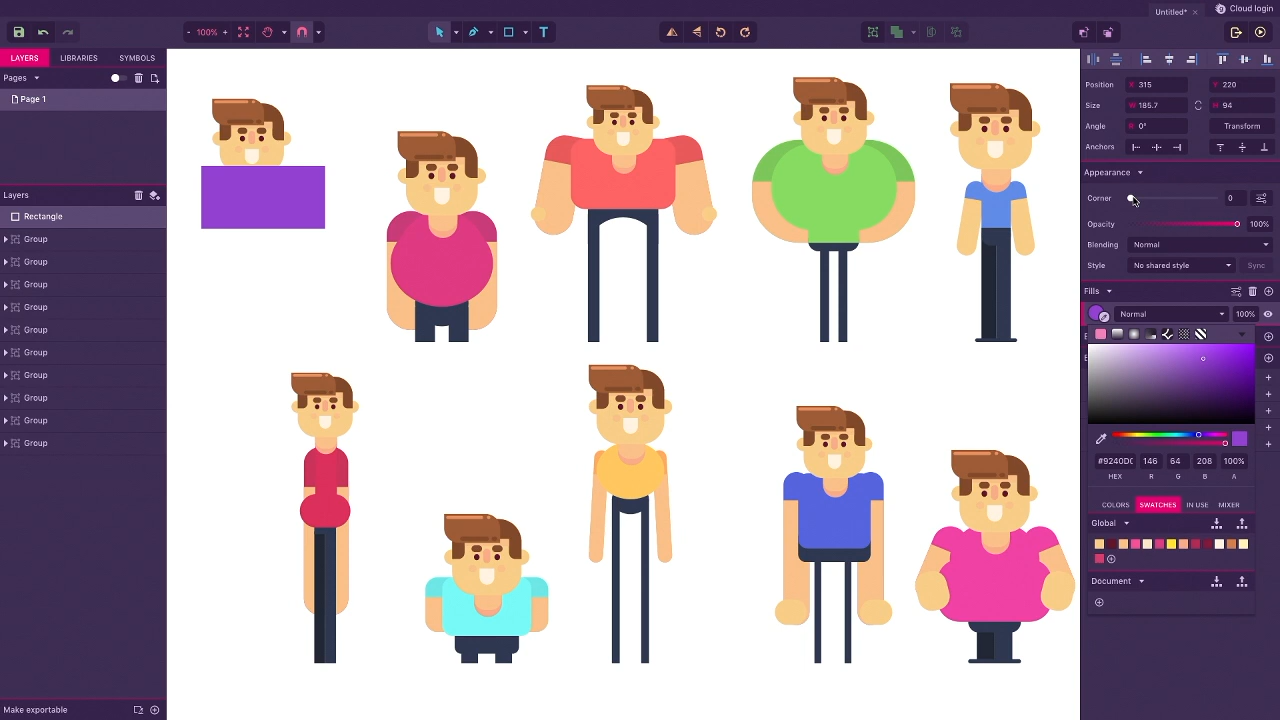 Untitled*
Cloud login
100%
T
LAYERS LIBRARIES SYMBOLS
Pages
Page 1
Layers
Rectangle
Group
Group
Group
Group
Group
Group
Group
Group
Group
Group
Make exportable
Position X 315 Y 220
Size W 185.7 H 94
Angle 0° Transform
Anchors
Appearance
Corner 0
Opacity 100%
Blending Normal
Style No shared style Sync
Fills
Normal 100%
#9240D0 146 64 208 100%
HEX R G B A
COLORS SWATCHES IN USE MIXER
Global
Document